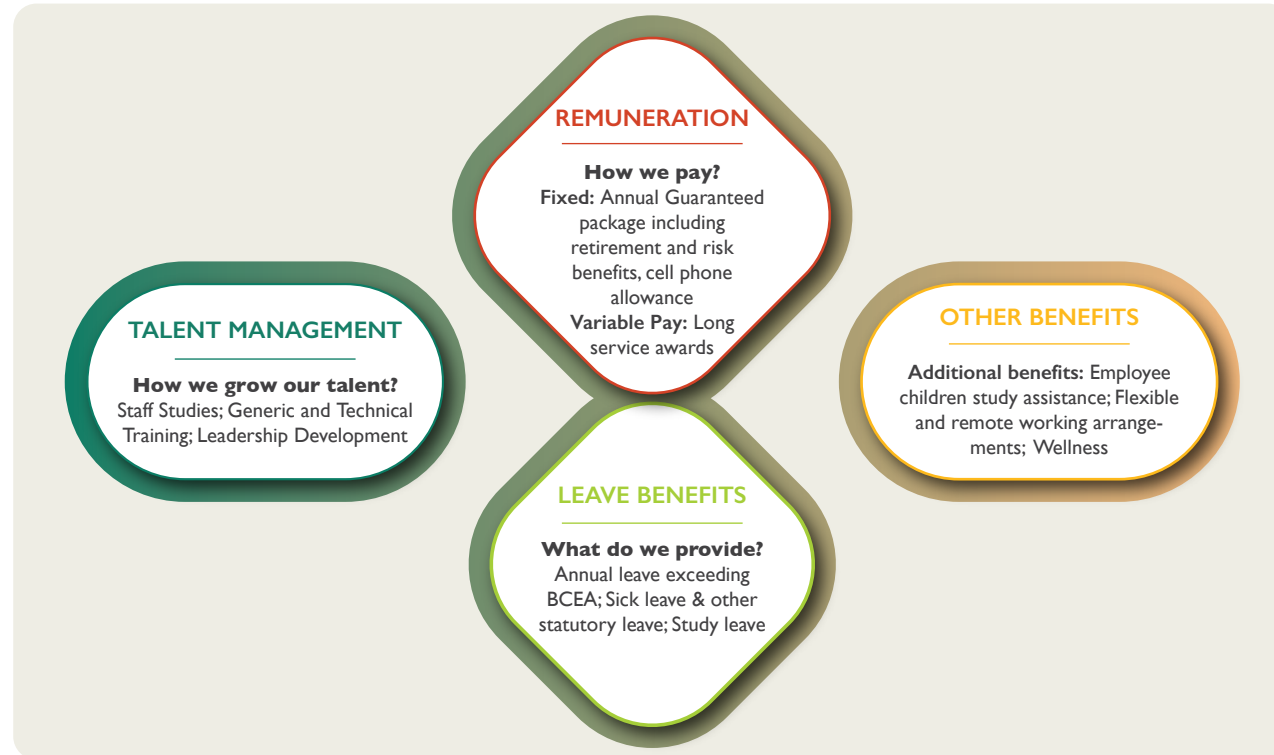 REMUNERATION
How we pay?
Fixed: Annual Guaranteed
package including
retirement and risk
benefits, cell phone
allowance
Variable Pay: Long
service awards
TALENT MANAGEMENT
How we grow our talent?
Staff Studies; Generic and Technical
Training; Leadership Development
OTHER BENEFITS
Additional benefits: Employee
children study assistance; Flexible
and remote working arrange-
ments; Wellness
LEAVE BENEFITS
What do we provide?
Annual leave exceeding
BCEA; Sick leave & other
statutory leave; Study leave